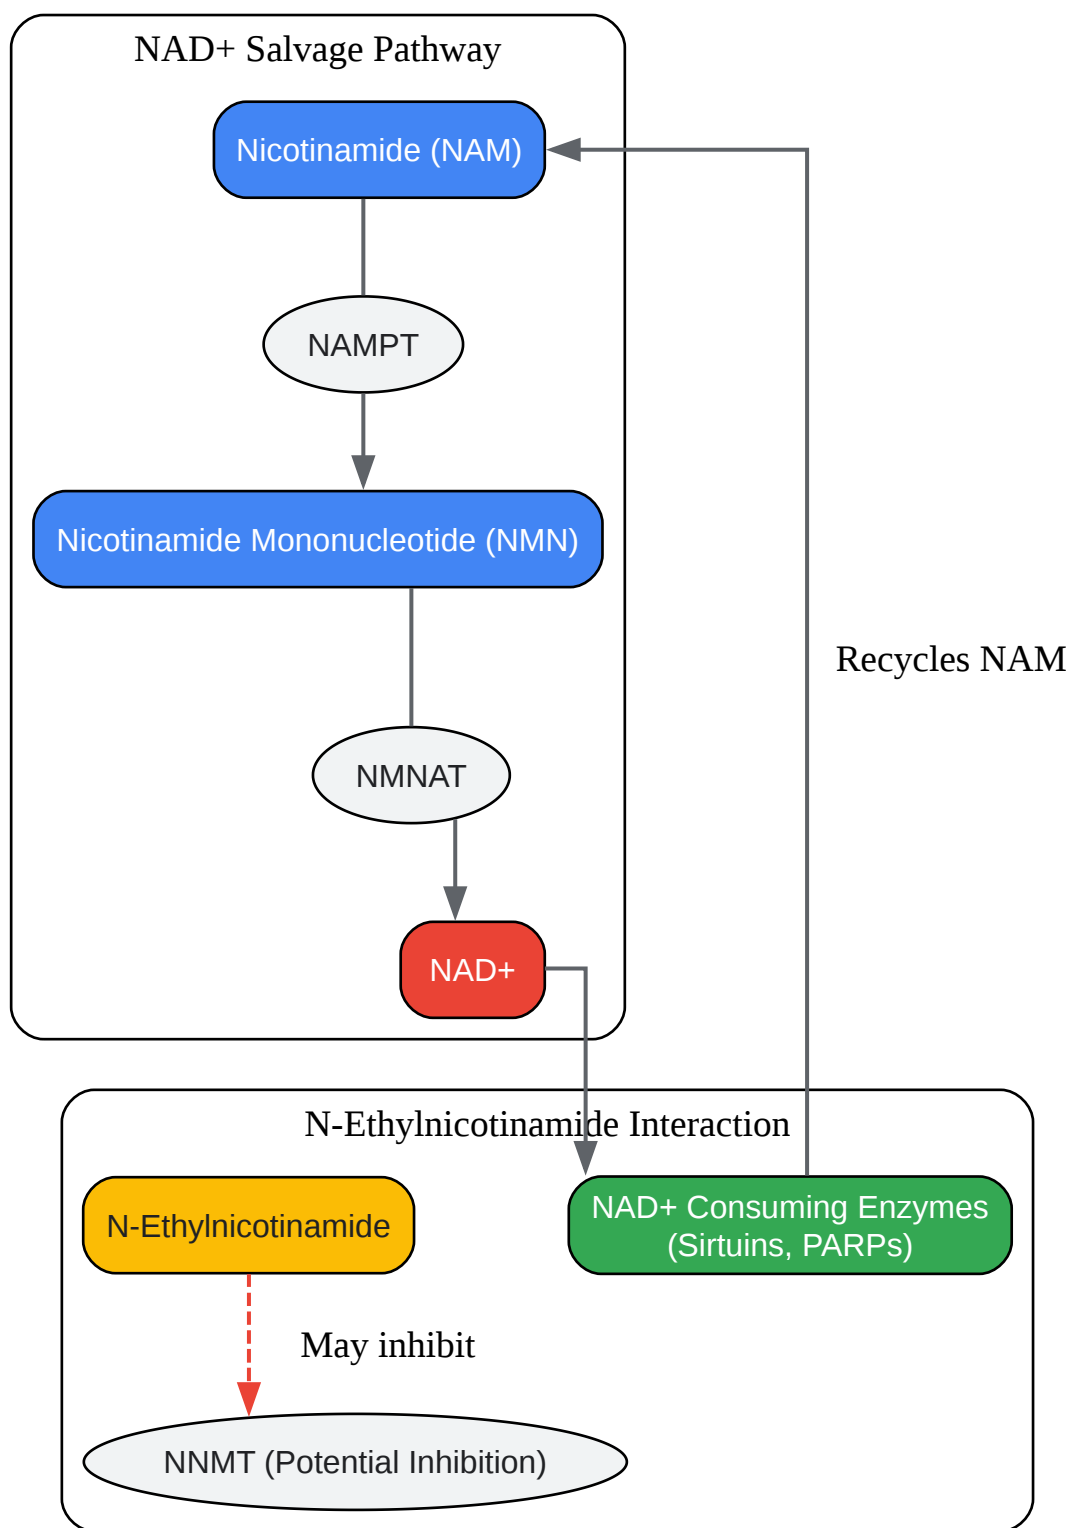 NAD+ Salvage Pathway
Nicotinamide (NAM)
NAMPT
Nicotinamide Mononucleotide (NMN)
Recycles NAM
NMNAT
NAD+
N-Ethylnicotinamide Interaction
N-Ethylnicotinamide
NAD+ Consuming Enzymes
(Sirtuins, PARPs)
May inhibit
NNMT (Potential Inhibition)